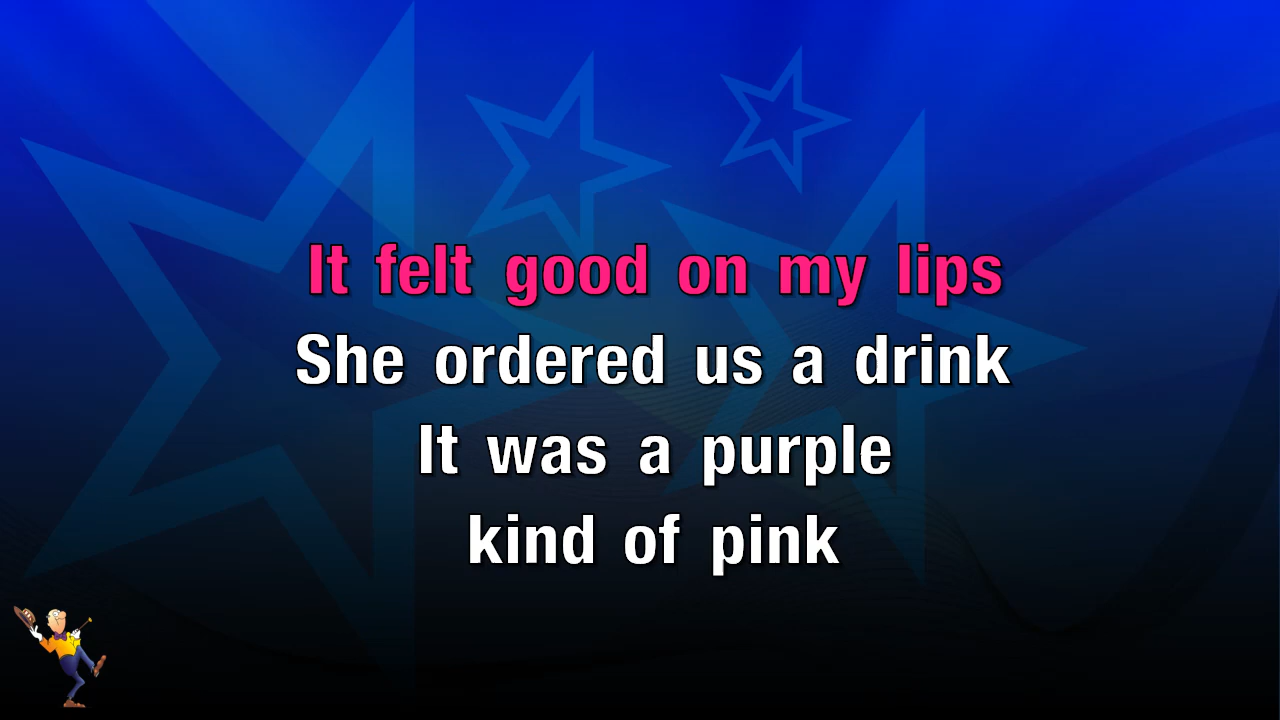 It felt good on my lips
She ordered us a drink
It was a purple
kind of pink